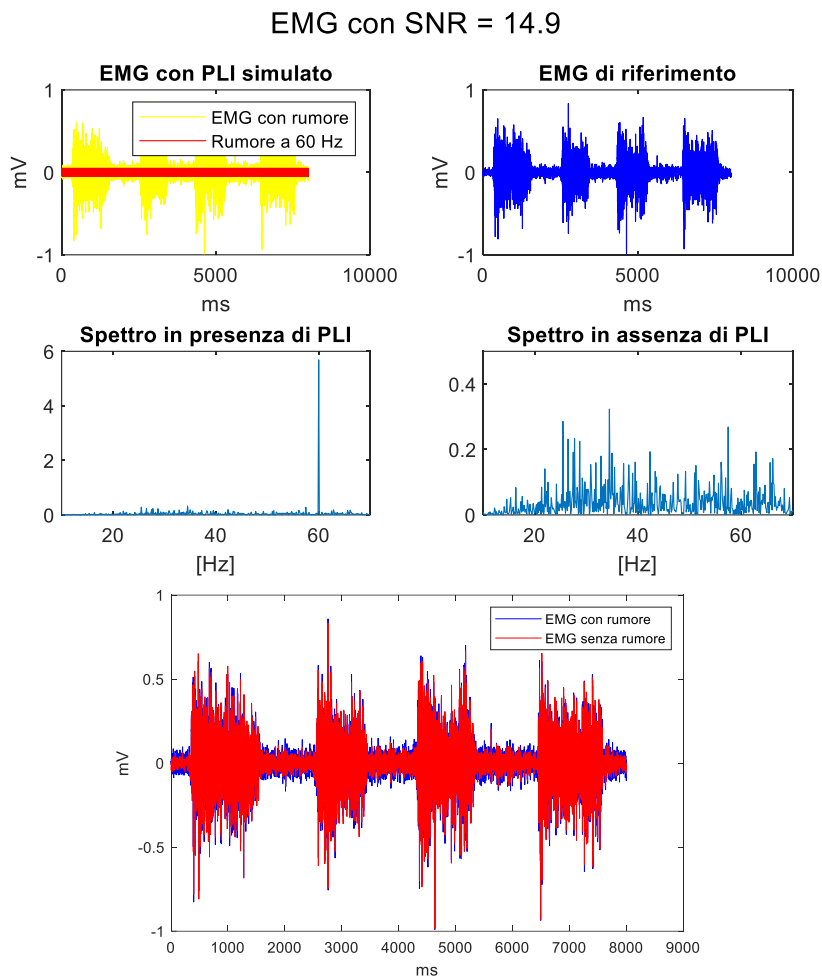 EMG con SNR = 14.9
EMG con PLI simulato
1
0
-1
mV
EMG con rumore
Rumore a 60 Hz
0
5000
10000
ms
EMG di riferimento
1
0
-1
mV
0
5000
10000
ms
Spettro in presenza di PLI
6
4
2
0
20
40
60
[Hz]
Spettro in assenza di PLI
0.4
0.2
0
20
40
60
[Hz]
1
0.5
0
-0.5
-1
mV
EMG con rumore
EMG senza rumore
0
1000
2000
3000
4000
5000
6000
7000
8000
9000
ms